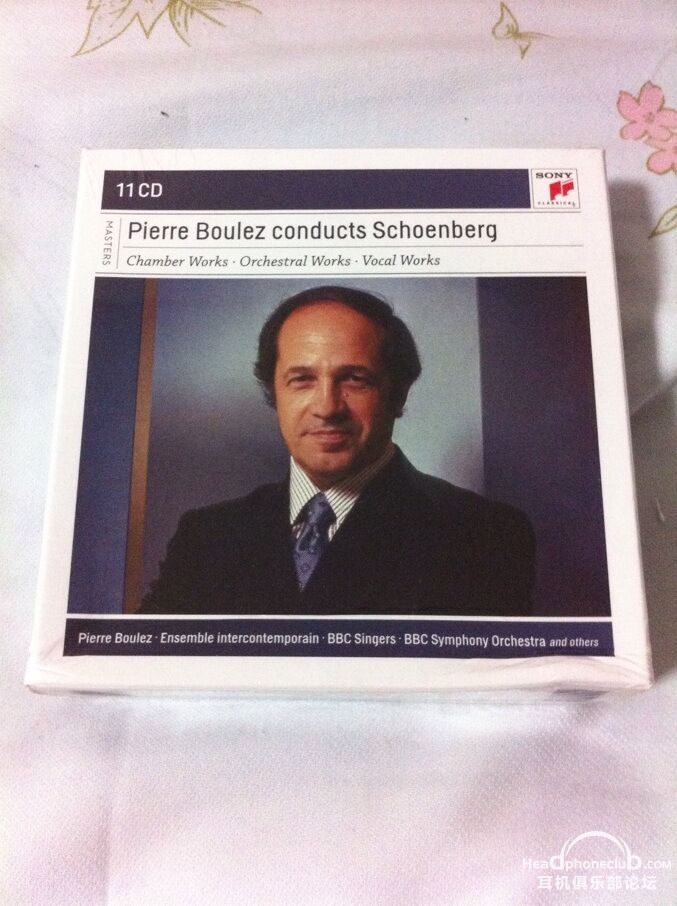 11 CD
SONY
CLASSICAL
MASTERS
Pierre Boulez conducts Schoenberg
Chamber Works · Orchestral Works · Vocal Works
Pierre Boulez · Ensemble intercontemporain · BBC Singers · BBC Symphony Orchestra and others
Headphoneclub.com
耳机俱乐部论坛